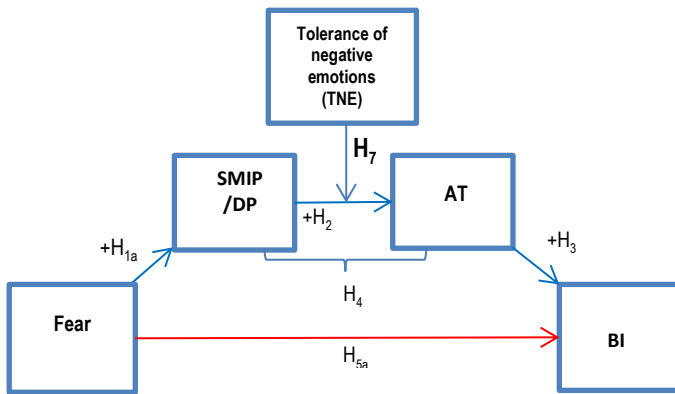 Tolerance of
negative
emotions
(TNE)
H₇
SMIP
/DP
+H₂
AT
+H₁ₐ
+H₃
H₄
Fear
BI
H₅ₐ